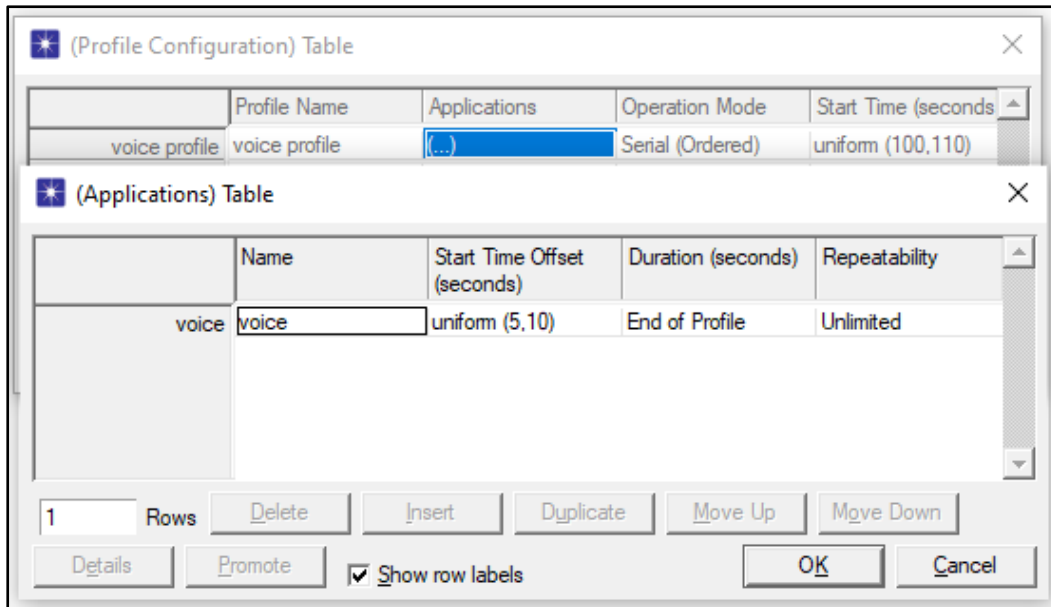 (Profile Configuration) Table
Profile Name Applications Operation Mode Start Time (seconds
voice profile voice profile (...) Serial (Ordered) uniform (100,110)
(Applications) Table
Name Start Time Offset (seconds) Duration (seconds) Repeatability
voice voice uniform (5,10) End of Profile Unlimited
1 Rows Delete Insert Duplicate Move Up Move Down
Details Promote Show row labels OK Cancel